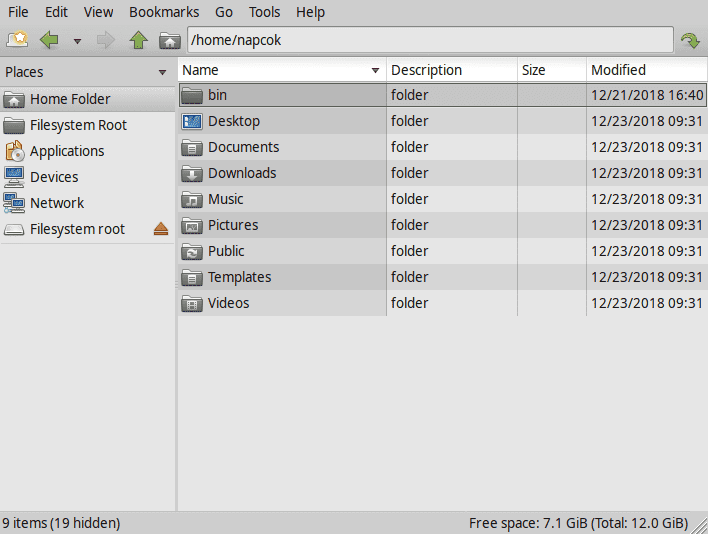 File Edit View Bookmarks Go Tools Help
/home/napcok
Places Name Description Size Modified
Home Folder bin folder 12/21/2018 16:40
Filesystem Root Desktop folder 12/23/2018 09:31
Applications Documents folder 12/23/2018 09:31
Devices Downloads folder 12/23/2018 09:31
Network Music folder 12/23/2018 09:31
Filesystem root Pictures folder 12/23/2018 09:31
Public folder 12/23/2018 09:31
Templates folder 12/23/2018 09:31
Videos folder 12/23/2018 09:31
9 items (19 hidden) Free space: 7.1 GiB (Total: 12.0 GiB)